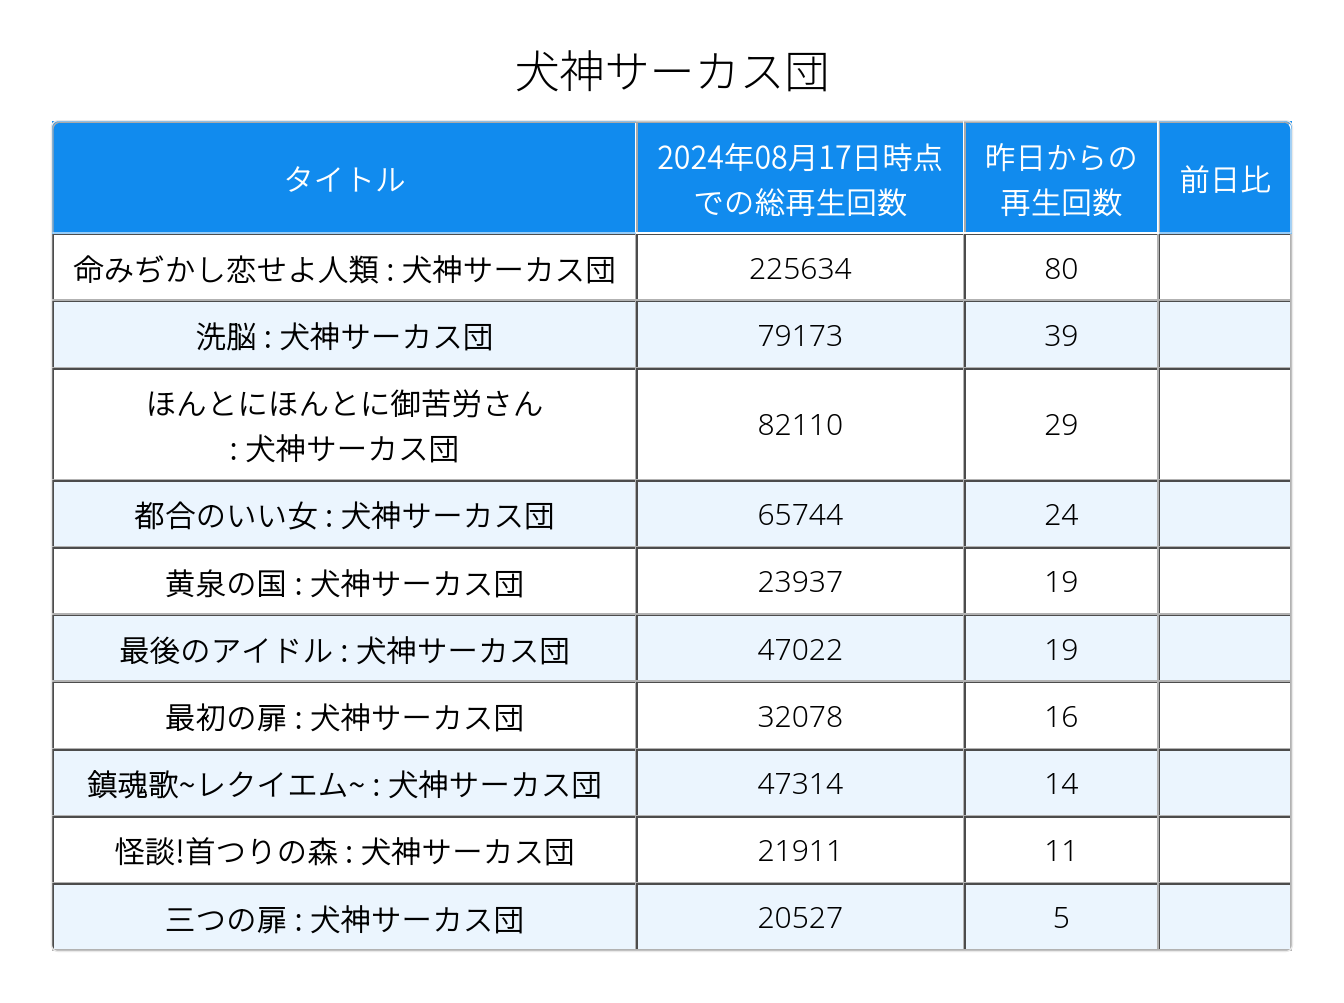 犬神サーカス団
タイトル
2024年08月17日時点
での総再生回数
昨日からの
再生回数
前日比
命みぢかし恋せよ人類 : 犬神サーカス団
225634
80
洗脳 : 犬神サーカス団
79173
39
ほんとにほんとに御苦労さん
: 犬神サーカス団
82110
29
都合のいい女 : 犬神サーカス団
65744
24
黄泉の国 : 犬神サーカス団
23937
19
最後のアイドル : 犬神サーカス団
47022
19
最初の扉 : 犬神サーカス団
32078
16
鎮魂歌~レクイエム~ : 犬神サーカス団
47314
14
怪談!首つりの森 : 犬神サーカス団
21911
11
三つの扉 : 犬神サーカス団
20527
5